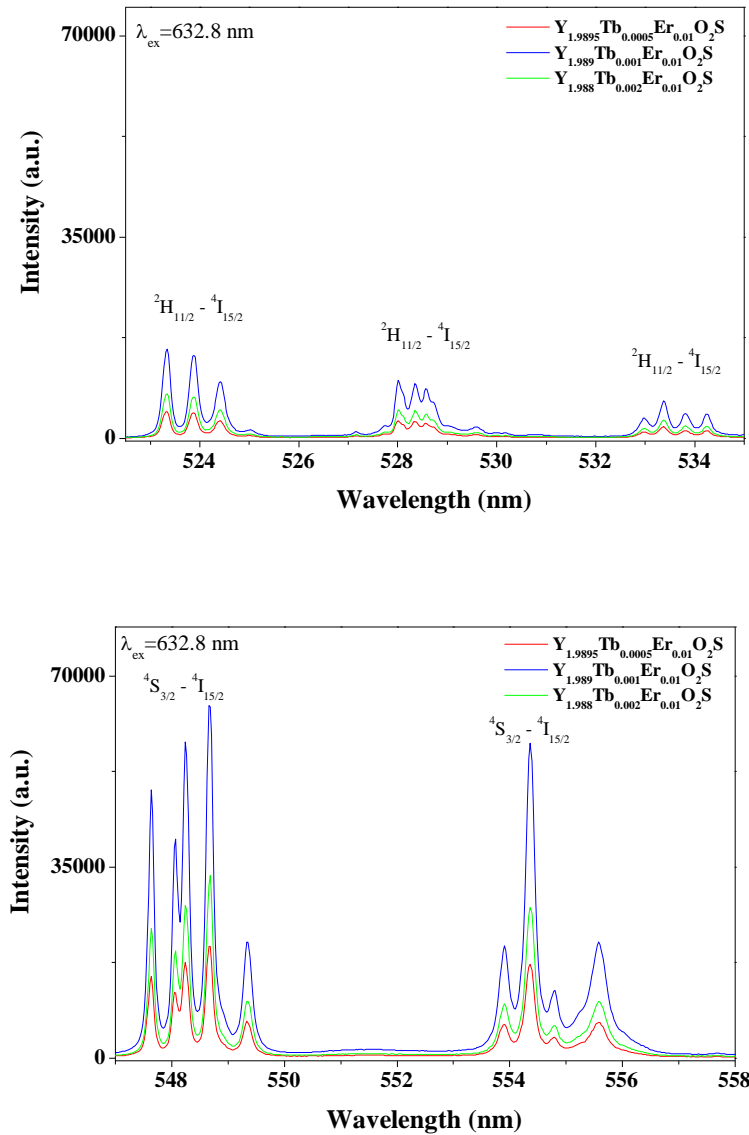 λex=632.8 nm
Y1.9895Tb0.0005Er0.01O2S
Y1.989Tb0.001Er0.01O2S
Y1.988Tb0.002Er0.01O2S
70000
35000
0
Intensity (a.u.)
2H11/2 - 4I15/2
2H11/2 - 4I15/2
2H11/2 - 4I15/2
524 526 528 530 532 534
Wavelength (nm)
λex=632.8 nm
Y1.9895Tb0.0005Er0.01O2S
Y1.989Tb0.001Er0.01O2S
Y1.988Tb0.002Er0.01O2S
70000
35000
0
Intensity (a.u.)
4S3/2 - 4I15/2
4S3/2 - 4I15/2
548 550 552 554 556 558
Wavelength (nm)